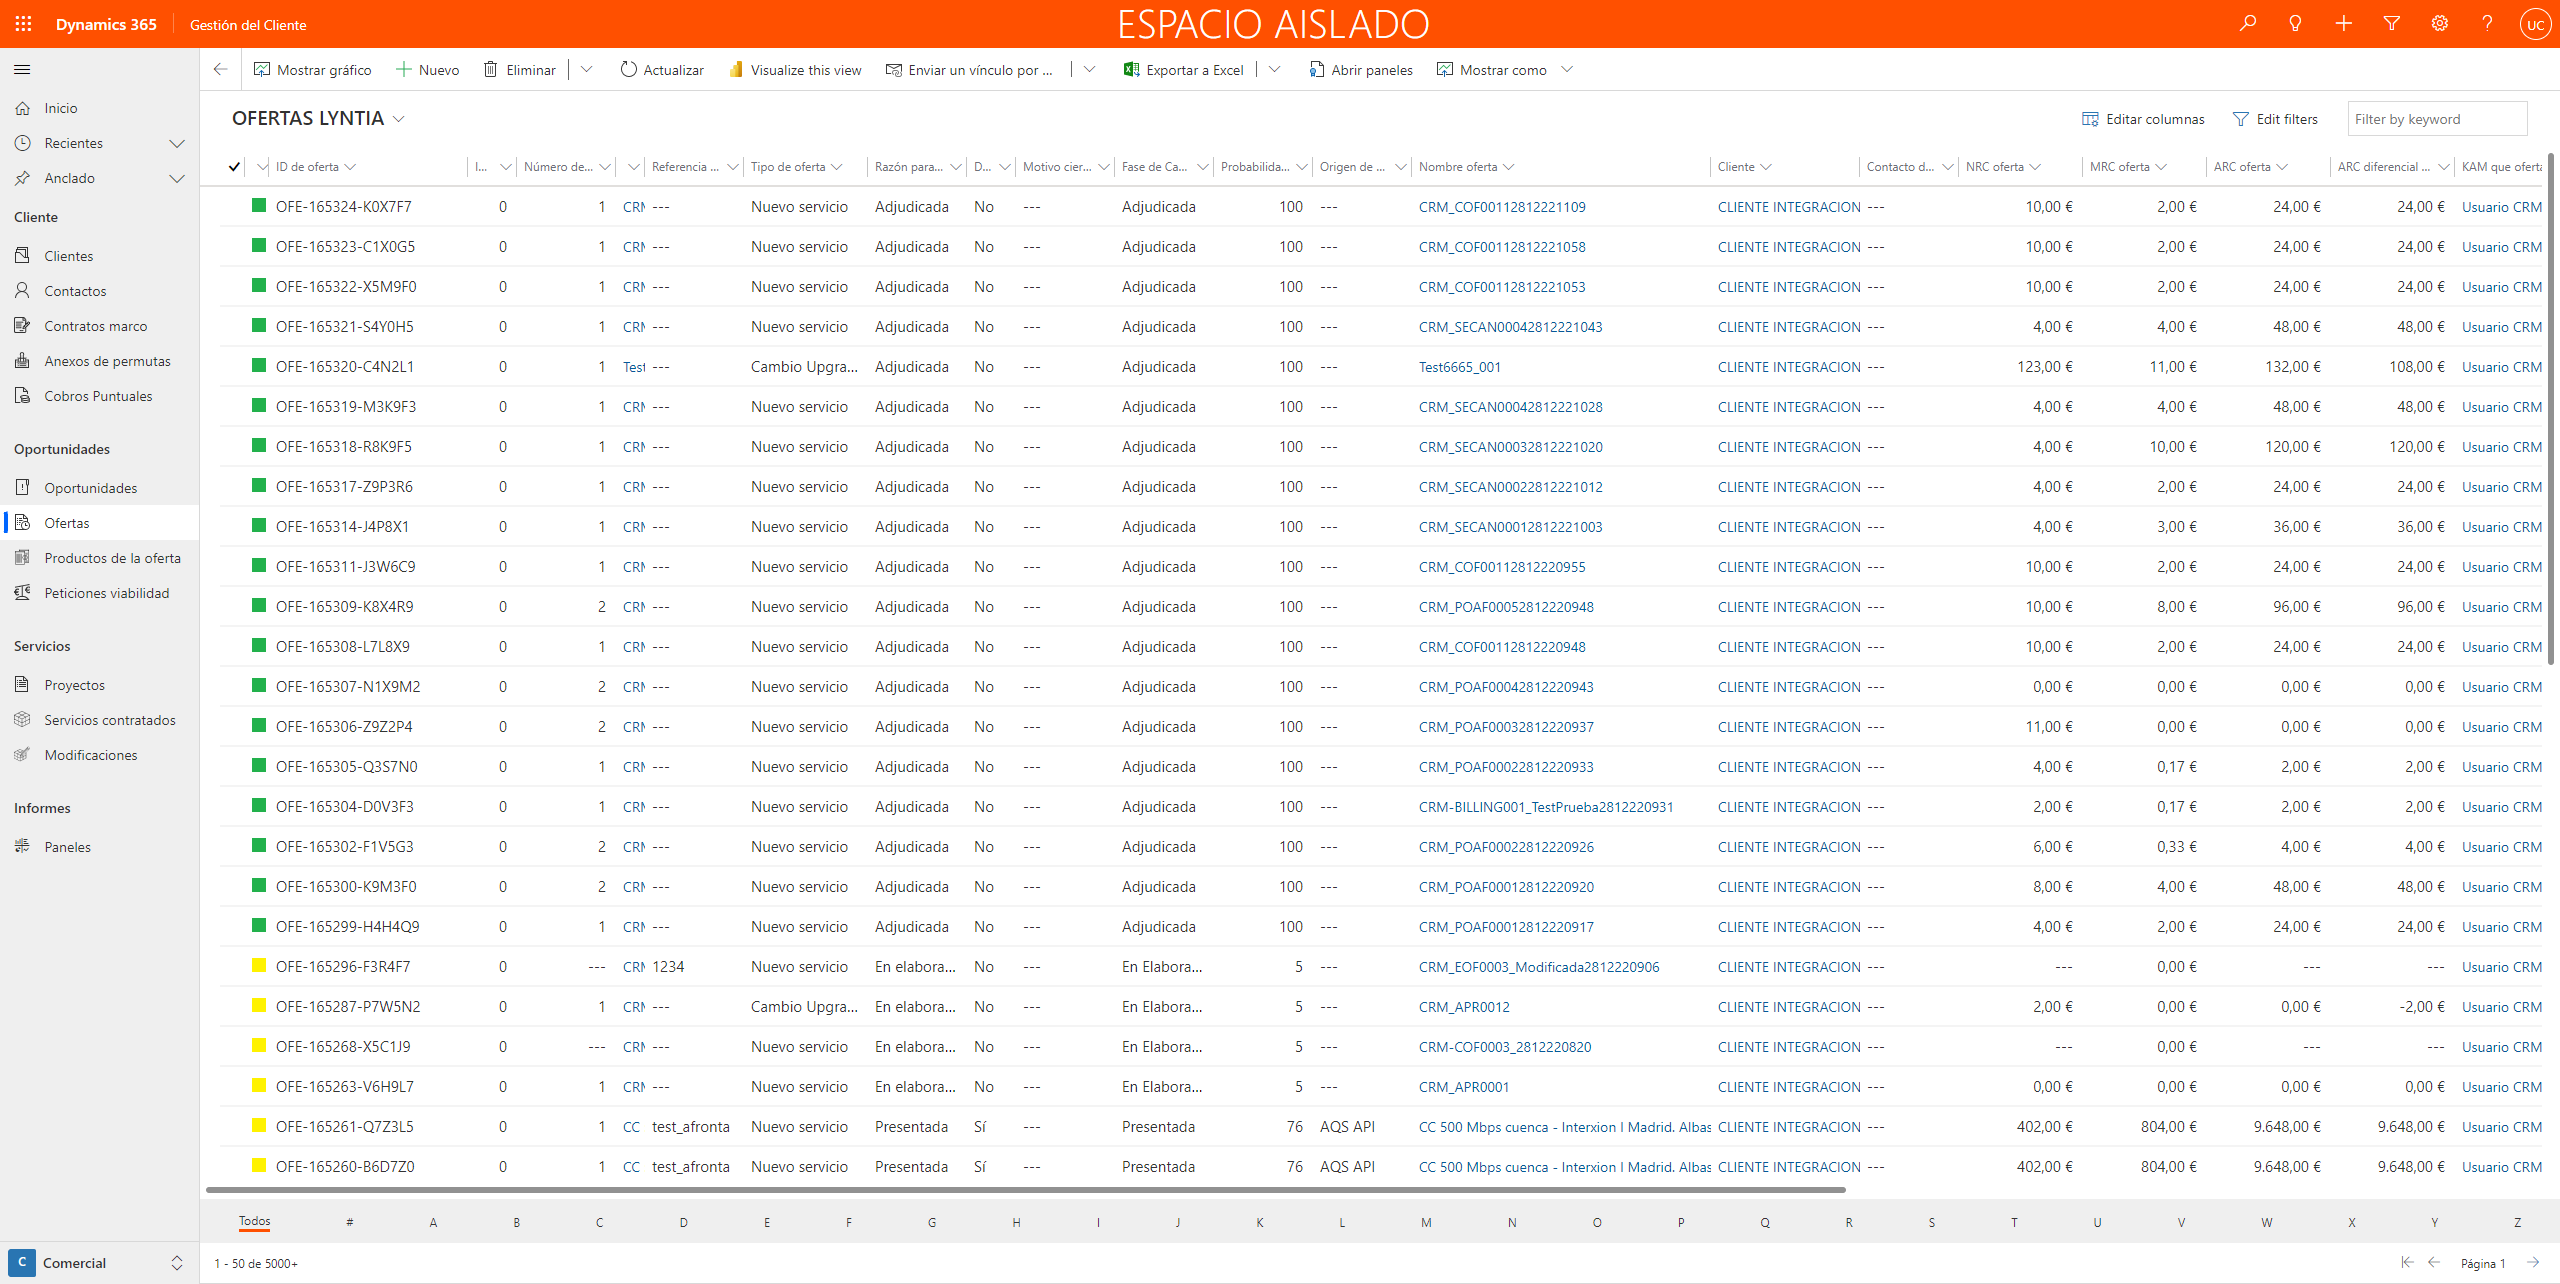 Dynamics 365 Gestión del Cliente ESPACIO AISLADO UC
Mostrar gráfico Nuevo Eliminar Actualizar Visualize this view Enviar un vínculo por ... Exportar a Excel Abrir paneles Mostrar como
Inicio
Recientes
Anclado
Cliente
Clientes
Contactos
Contratos marco
Anexos de permutas
Cobros Puntuales
Oportunidades
Oportunidades
Ofertas
Productos de la oferta
Peticiones viabilidad
Servicios
Proyectos
Servicios contratados
Modificaciones
Informes
Paneles
C Comercial
OFERTAS LYNTIA Editar columnas Edit filters Filter by keyword
ID de oferta I... Número de... Referencia ... Tipo de oferta Razón para... D... Motivo cier... Fase de Ca... Probabilida... Origen de ... Nombre oferta Cliente Contacto d... NRC oferta MRC oferta ARC oferta ARC diferencial ... KAM que oferta
OFE-165324-K0X7F7 0 1 CRM --- Nuevo servicio Adjudicada No --- Adjudicada 100 --- CRM_COF00112812221109 CLIENTE INTEGRACION --- 10,00 € 2,00 € 24,00 € 24,00 € Usuario CRM
OFE-165323-C1X0G5 0 1 CRM --- Nuevo servicio Adjudicada No --- Adjudicada 100 --- CRM_COF00112812221058 CLIENTE INTEGRACION --- 10,00 € 2,00 € 24,00 € 24,00 € Usuario CRM
OFE-165322-X5M9F0 0 1 CRM --- Nuevo servicio Adjudicada No --- Adjudicada 100 --- CRM_COF00112812221053 CLIENTE INTEGRACION --- 10,00 € 2,00 € 24,00 € 24,00 € Usuario CRM
OFE-165321-S4Y0H5 0 1 CRM --- Nuevo servicio Adjudicada No --- Adjudicada 100 --- CRM_SECAN00042812221043 CLIENTE INTEGRACION --- 4,00 € 4,00 € 48,00 € 48,00 € Usuario CRM
OFE-165320-C4N2L1 0 1 Test --- Cambio Upgra... Adjudicada No --- Adjudicada 100 --- Test6665_001 CLIENTE INTEGRACION --- 123,00 € 11,00 € 132,00 € 108,00 € Usuario CRM
OFE-165319-M3K9F3 0 1 CRM --- Nuevo servicio Adjudicada No --- Adjudicada 100 --- CRM_SECAN00042812221028 CLIENTE INTEGRACION --- 4,00 € 4,00 € 48,00 € 48,00 € Usuario CRM
OFE-165318-R8K9F5 0 1 CRM --- Nuevo servicio Adjudicada No --- Adjudicada 100 --- CRM_SECAN00032812221020 CLIENTE INTEGRACION --- 4,00 € 10,00 € 120,00 € 120,00 € Usuario CRM
OFE-165317-Z9P3R6 0 1 CRM --- Nuevo servicio Adjudicada No --- Adjudicada 100 --- CRM_SECAN00022812221012 CLIENTE INTEGRACION --- 4,00 € 2,00 € 24,00 € 24,00 € Usuario CRM
OFE-165314-J4P8X1 0 1 CRM --- Nuevo servicio Adjudicada No --- Adjudicada 100 --- CRM_SECAN00012812221003 CLIENTE INTEGRACION --- 4,00 € 3,00 € 36,00 € 36,00 € Usuario CRM
OFE-165311-J3W6C9 0 1 CRM --- Nuevo servicio Adjudicada No --- Adjudicada 100 --- CRM_COF00112812220955 CLIENTE INTEGRACION --- 10,00 € 2,00 € 24,00 € 24,00 € Usuario CRM
OFE-165309-K8X4R9 0 2 CRM --- Nuevo servicio Adjudicada No --- Adjudicada 100 --- CRM_POAF00052812220948 CLIENTE INTEGRACION --- 10,00 € 8,00 € 96,00 € 96,00 € Usuario CRM
OFE-165308-L7L8X9 0 1 CRM --- Nuevo servicio Adjudicada No --- Adjudicada 100 --- CRM_COF00112812220948 CLIENTE INTEGRACION --- 10,00 € 2,00 € 24,00 € 24,00 € Usuario CRM
OFE-165307-N1X9M2 0 2 CRM --- Nuevo servicio Adjudicada No --- Adjudicada 100 --- CRM_POAF00042812220943 CLIENTE INTEGRACION --- 0,00 € 0,00 € 0,00 € 0,00 € Usuario CRM
OFE-165306-Z9Z2P4 0 2 CRM --- Nuevo servicio Adjudicada No --- Adjudicada 100 --- CRM_POAF00032812220937 CLIENTE INTEGRACION --- 11,00 € 0,00 € 0,00 € 0,00 € Usuario CRM
OFE-165305-Q3S7N0 0 1 CRM --- Nuevo servicio Adjudicada No --- Adjudicada 100 --- CRM_POAF00022812220933 CLIENTE INTEGRACION --- 4,00 € 0,17 € 2,00 € 2,00 € Usuario CRM
OFE-165304-D0V3F3 0 1 CRM --- Nuevo servicio Adjudicada No --- Adjudicada 100 --- CRM-BILLING001_TestPrueba2812220931 CLIENTE INTEGRACION --- 2,00 € 0,17 € 2,00 € 2,00 € Usuario CRM
OFE-165302-F1V5G3 0 2 CRM --- Nuevo servicio Adjudicada No --- Adjudicada 100 --- CRM_POAF00022812220926 CLIENTE INTEGRACION --- 6,00 € 0,33 € 4,00 € 4,00 € Usuario CRM
OFE-165300-K9M3F0 0 2 CRM --- Nuevo servicio Adjudicada No --- Adjudicada 100 --- CRM_POAF00012812220920 CLIENTE INTEGRACION --- 8,00 € 4,00 € 48,00 € 48,00 € Usuario CRM
OFE-165299-H4H4Q9 0 1 CRM --- Nuevo servicio Adjudicada No --- Adjudicada 100 --- CRM_POAF00012812220917 CLIENTE INTEGRACION --- 4,00 € 2,00 € 24,00 € 24,00 € Usuario CRM
OFE-165296-F3R4F7 0 --- CRM 1234 Nuevo servicio En elabora... No --- En Elabora... 5 --- CRM_EOF0003_Modificada2812220906 CLIENTE INTEGRACION --- --- 0,00 € --- --- Usuario CRM
OFE-165287-P7W5N2 0 1 CRM --- Cambio Upgra... En elabora... No --- En Elabora... 5 --- CRM_APR0012 CLIENTE INTEGRACION --- 2,00 € 0,00 € 0,00 € -2,00 € Usuario CRM
OFE-165268-X5C1J9 0 --- CRM --- Nuevo servicio En elabora... No --- En Elabora... 5 --- CRM-COF0003_2812220820 CLIENTE INTEGRACION --- --- 0,00 € --- --- Usuario CRM
OFE-165263-V6H9L7 0 1 CRM --- Nuevo servicio En elabora... No --- En Elabora... 5 --- CRM_APR0001 CLIENTE INTEGRACION --- 0,00 € 0,00 € 0,00 € 0,00 € Usuario CRM
OFE-165261-Q7Z3L5 0 1 CC test_afronta Nuevo servicio Presentada Sí --- Presentada 76 AQS API CC 500 Mbps cuenca - Interxion I Madrid. Albas CLIENTE INTEGRACION --- 402,00 € 804,00 € 9.648,00 € 9.648,00 € Usuario CRM
OFE-165260-B6D7Z0 0 1 CC test_afronta Nuevo servicio Presentada Sí --- Presentada 76 AQS API CC 500 Mbps cuenca - Interxion I Madrid. Albas CLIENTE INTEGRACION --- 402,00 € 804,00 € 9.648,00 € 9.648,00 € Usuario CRM
Todos # A B C D E F G H I J K L M N O P Q R S T U V W X Y Z
1 - 50 de 5000+ Página 1